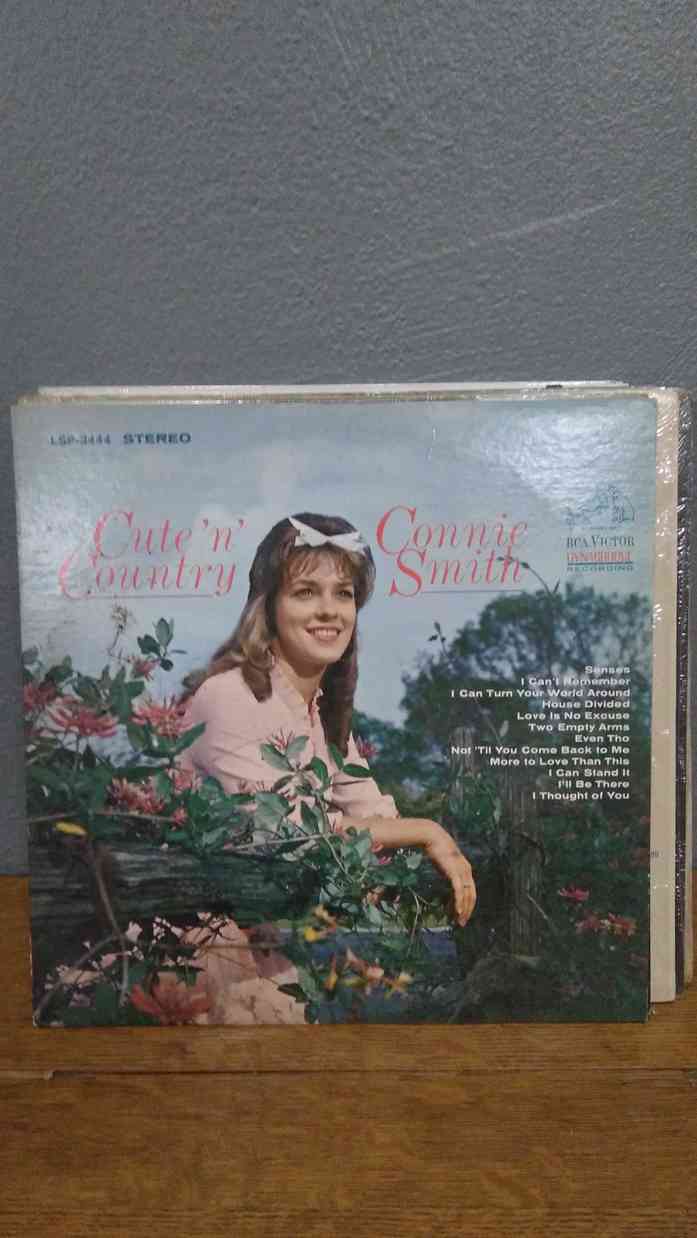 LSP-3444 STEREO
Cute 'n'
Country
Connie
Smith
RCA VICTOR
DYNAGROOVE
RECORDING
Senses
I Can't Remember
I Can Turn Your World Around
House Divided
Love Is No Excuse
Two Empty Arms
Even Tho
Not 'Til You Come Back to Me
More to Love Than This
I Can Stand It
I'll Be There
I Thought of You